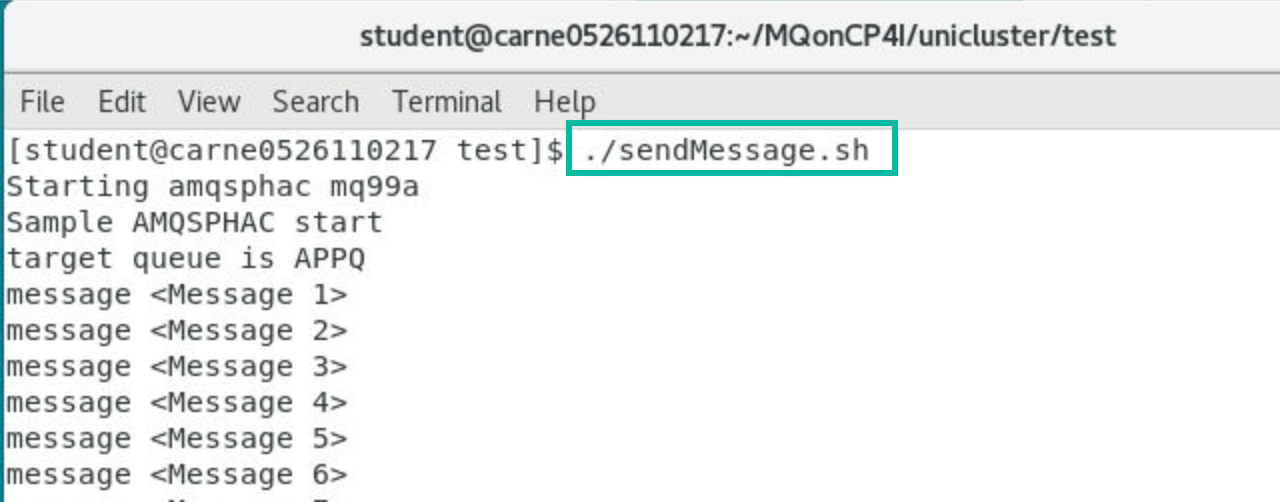 student@carne0526110217:~/MQonCP4I/unicluster/test
File Edit View Search Terminal Help
[student@carne0526110217 test]$ ./sendMessage.sh
Starting amqsphac mq99a
Sample AMQSPHAC start
target queue is APPQ
message <Message 1>
message <Message 2>
message <Message 3>
message <Message 4>
message <Message 5>
message <Message 6>